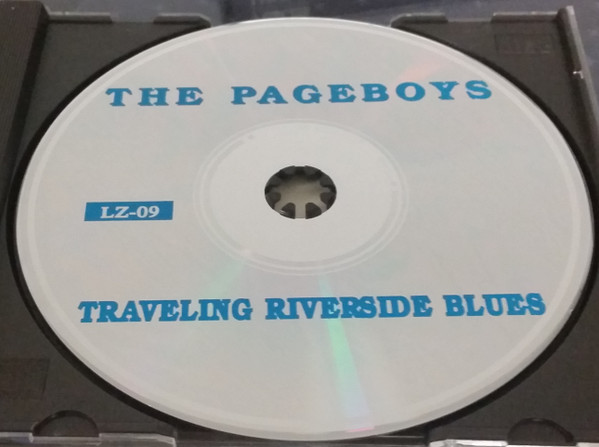 THE PAGEBOYS
LZ-09
TRAVELING RIVERSIDE BLUES